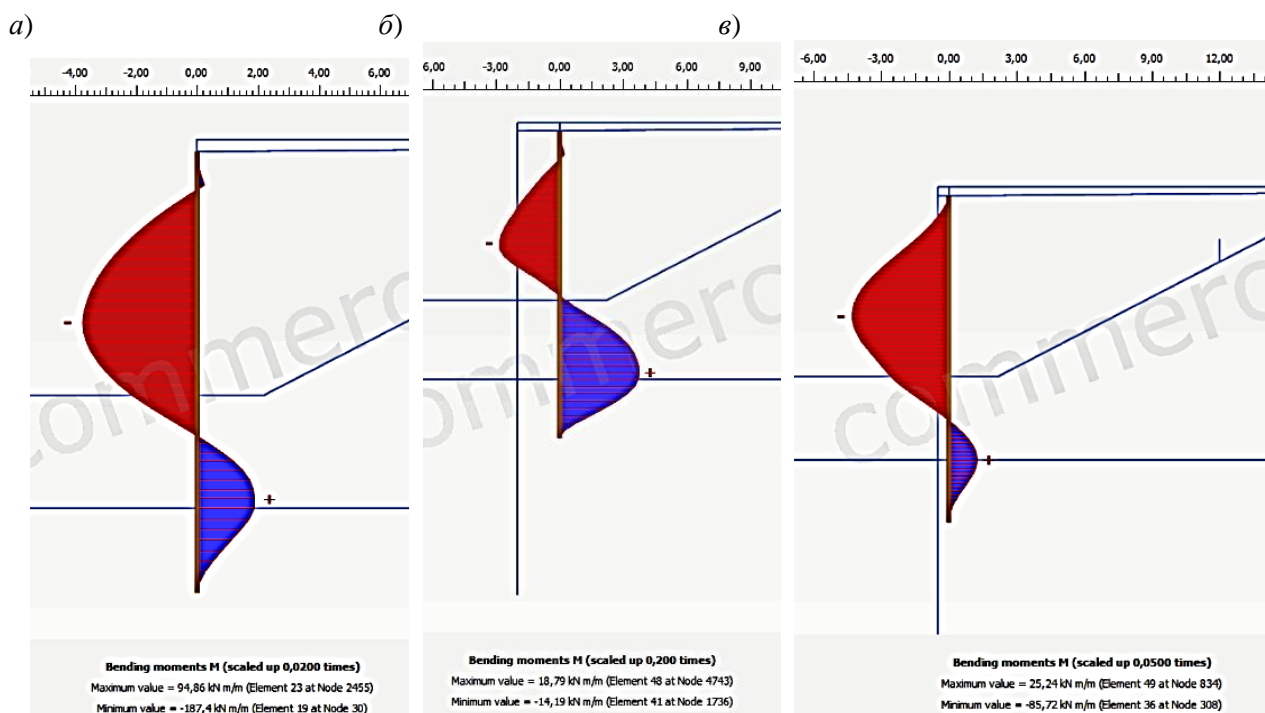 а)
б)
в)
-4,00 -2,00 0,00 2,00 4,00 6,00
6,00 -3,00 0,00 3,00 6,00 9,00
-6,00 -3,00 0,00 3,00 6,00 9,00 12,00
-
+
-
+
-
+
commerc
commerc
commerc
Bending moments M (scaled up 0,0200 times)
Maximum value = 94,86 kN m/m (Element 23 at Node 2455)
Minimum value = -187,4 kN m/m (Element 19 at Node 30)
Bending moments M (scaled up 0,200 times)
Maximum value = 18,79 kN m/m (Element 48 at Node 4743)
Minimum value = -14,19 kN m/m (Element 41 at Node 1736)
Bending moments M (scaled up 0,0500 times)
Maximum value = 25,24 kN m/m (Element 49 at Node 834)
Minimum value = -85,72 kN m/m (Element 36 at Node 308)